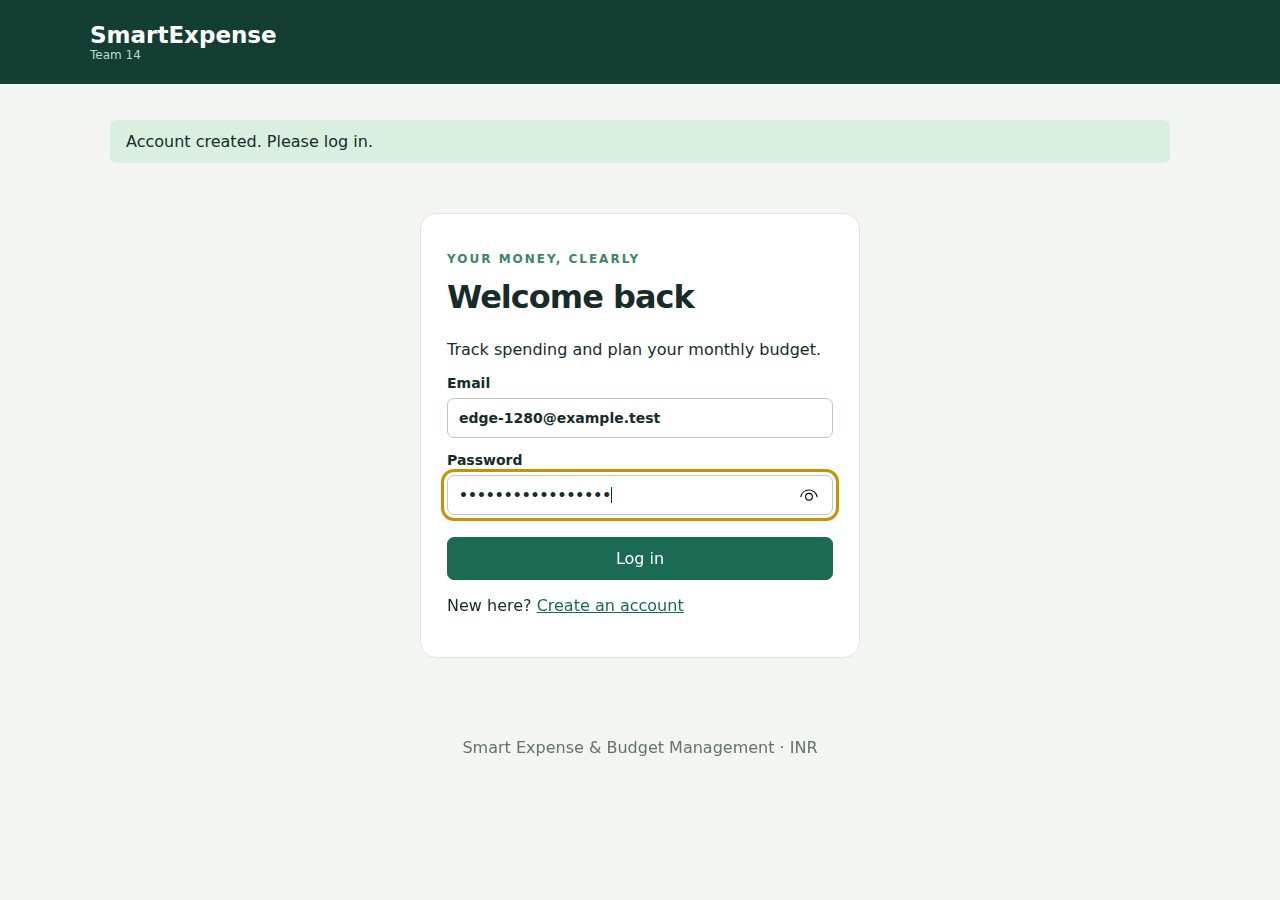 SmartExpense
Team 14
Account created. Please log in.
YOUR MONEY, CLEARLY
Welcome back
Track spending and plan your monthly budget.
Email
edge-1280@example.test
Password
•••••••••••••••••
Log in
New here? Create an account
Smart Expense & Budget Management · INR